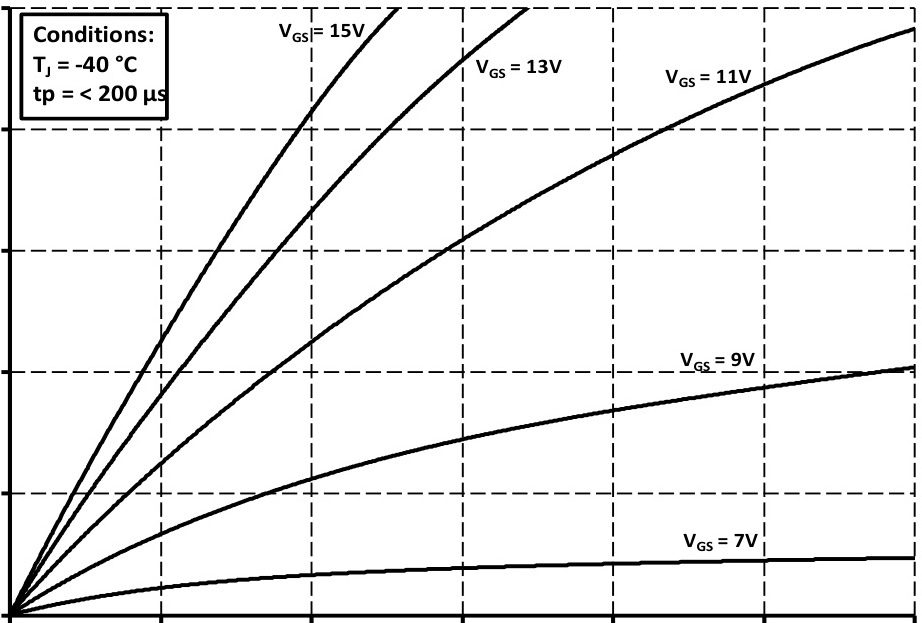 Conditions:
TJ = -40 °C
tp = < 200 µs
VGS = 15V
VGS = 13V
VGS = 11V
VGS = 9V
VGS = 7V